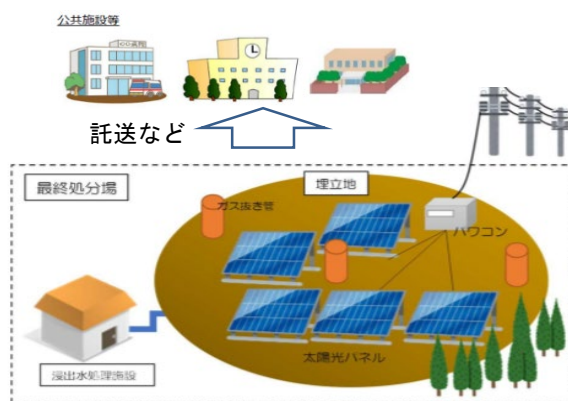 公共施設等
託送など
最終処分場
埋立地
ガス抜き管
パワコン
太陽光パネル
浸出水処理施設